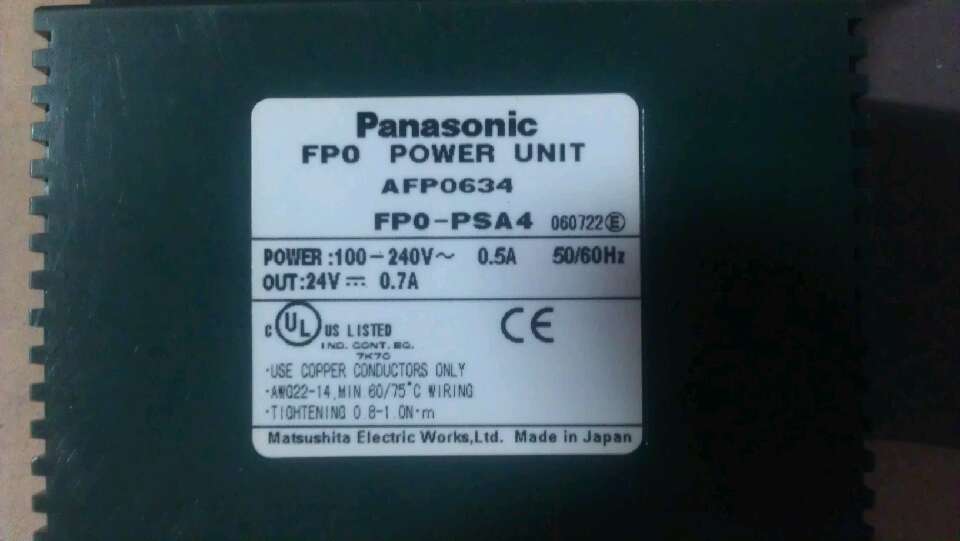 Panasonic
FP0 POWER UNIT
AFP0634
FP0-PSA4 060722Ⓔ
POWER:100-240V~ 0.5A 50/60Hz
OUT:24V⎓ 0.7A
C UL US LISTED CE
IND. CONT. EQ.
7K70
·USE COPPER CONDUCTORS ONLY
·AWG22-14,MIN.60/75˚C WIRING
·TIGHTENING 0.8-1.0N·m
Matsushita Electric Works,Ltd. Made in Japan